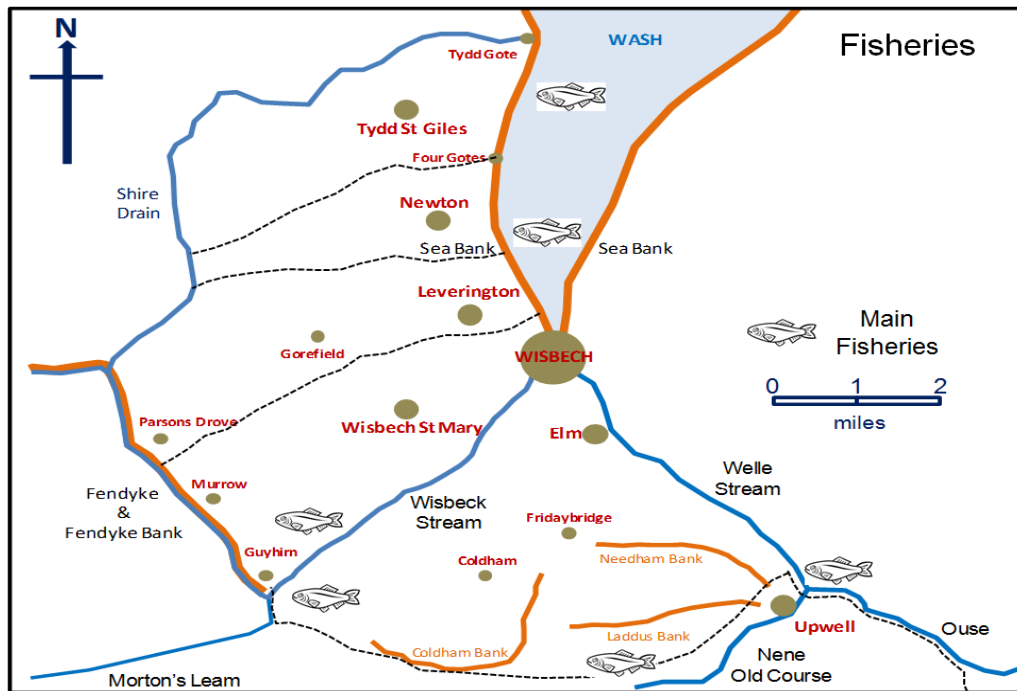 N
WASH
Fisheries
Tydd Gote
Tydd St Giles
Four Gotes
Shire
Drain
Newton
Sea Bank
Sea Bank
Leverington
Gorefield
WISBECH
Main
Fisheries
0 1 2
miles
Parsons Drove
Wisbech St Mary
Elm
Murrow
Fendyke
&
Fendyke Bank
Wisbeck
Stream
Welle
Stream
Fridaybridge
Guyhirn
Coldham
Needham Bank
Laddus Bank
Upwell
Ouse
Coldham Bank
Nene
Old Course
Morton's Leam